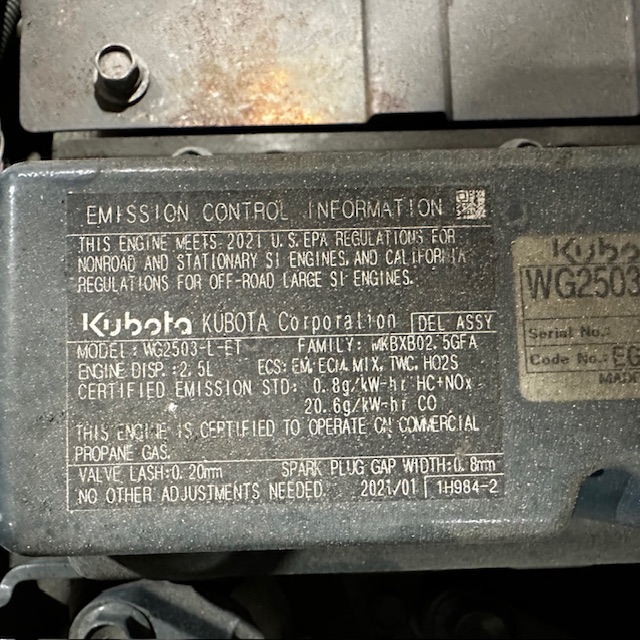 EMISSION CONTROL INFORMATION
THIS ENGINE MEETS 2021 U.S. EPA REGULATIONS FOR
NONROAD AND STATIONARY SI ENGINES, AND CALIFORNIA
REGULATIONS FOR OFF-ROAD LARGE SI ENGINES.
Kubota KUBOTA Corporation DEL ASSY
MODEL: WG2503-L-E1 FAMILY: MKBXB02.5GFA
ENGINE DISP.:2.5L ECS: EM, ECM, MIX, TWC, HO2S
CERTIFIED EMISSION STD: 0.8g/kW-hr HC+NOx
20.6g/kW-hr CO
THIS ENGINE IS CERTIFIED TO OPERATE ON COMMERCIAL
PROPANE GAS.
VALVE LASH:0.20mm SPARK PLUG GAP WIDTH:0.8mm
NO OTHER ADJUSTMENTS NEEDED. 2021/01 1H984-2
Kubo
WG2503
Serial No.:
Code No.: EG
MADE